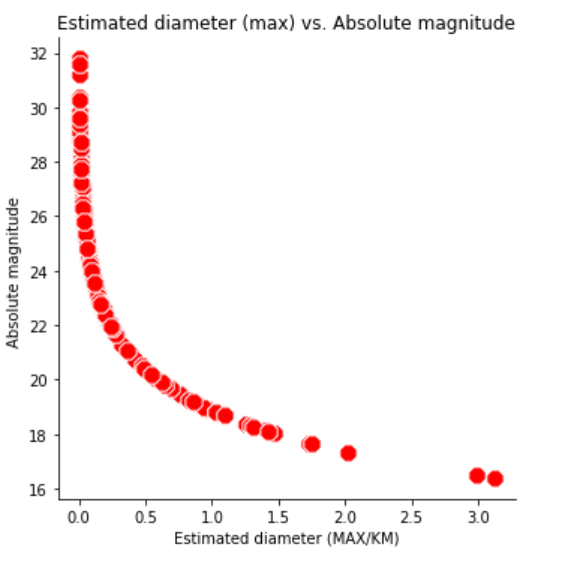 Estimated diameter (max) vs. Absolute magnitude
32
30
28
26
24
22
20
18
16
Absolute magnitude
0.0 0.5 1.0 1.5 2.0 2.5 3.0
Estimated diameter (MAX/KM)